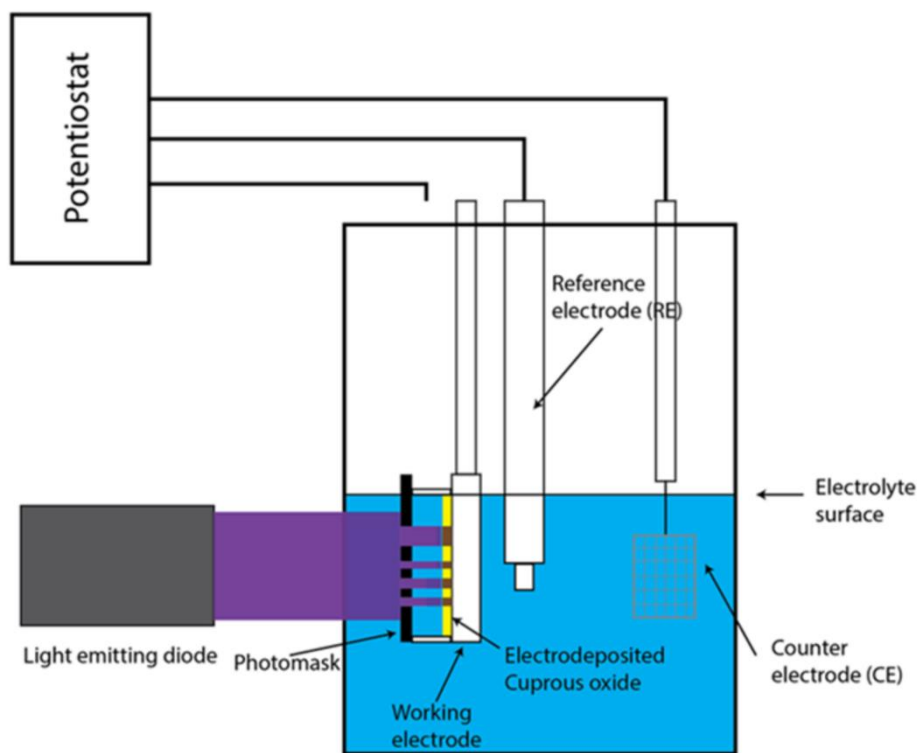 Potentiostat
Reference
electrode (RE)
Electrolyte
surface
Light emitting diode
Photomask
Electrodeposited
Cuprous oxide
Counter
electrode (CE)
Working
electrode